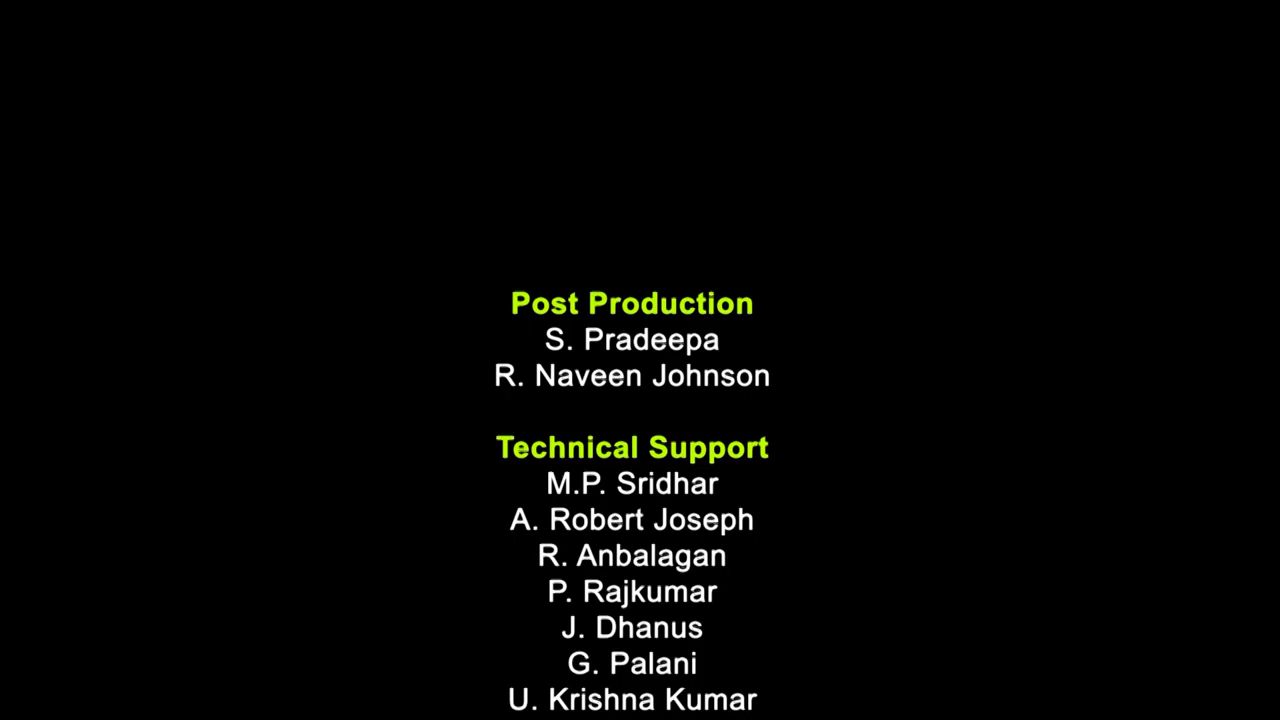 Post Production
S. Pradeepa
R. Naveen Johnson
Technical Support
M.P. Sridhar
A. Robert Joseph
R. Anbalagan
P. Rajkumar
J. Dhanus
G. Palani
U. Krishna Kumar